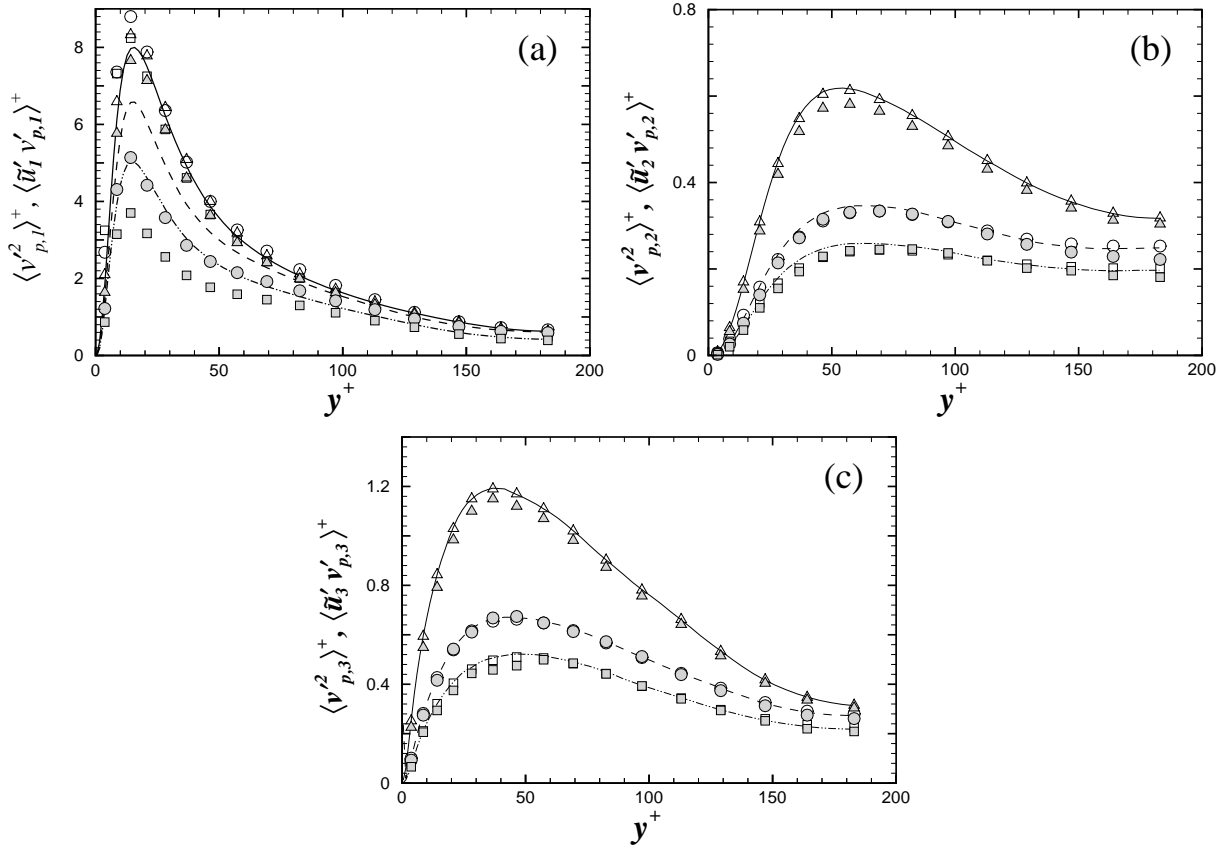 (a)
⟨v′²p,1⟩⁺, ⟨ũ′1 v′p,1⟩⁺
8
6
4
2
0
0 50 100 150 200
y⁺
(b)
⟨v′²p,2⟩⁺, ⟨ũ′2 v′p,2⟩⁺
0.8
0.4
0
0 50 100 150 200
y⁺
(c)
⟨v′²p,3⟩⁺, ⟨ũ′3 v′p,3⟩⁺
1.2
0.8
0.4
0
0 50 100 150 200
y⁺